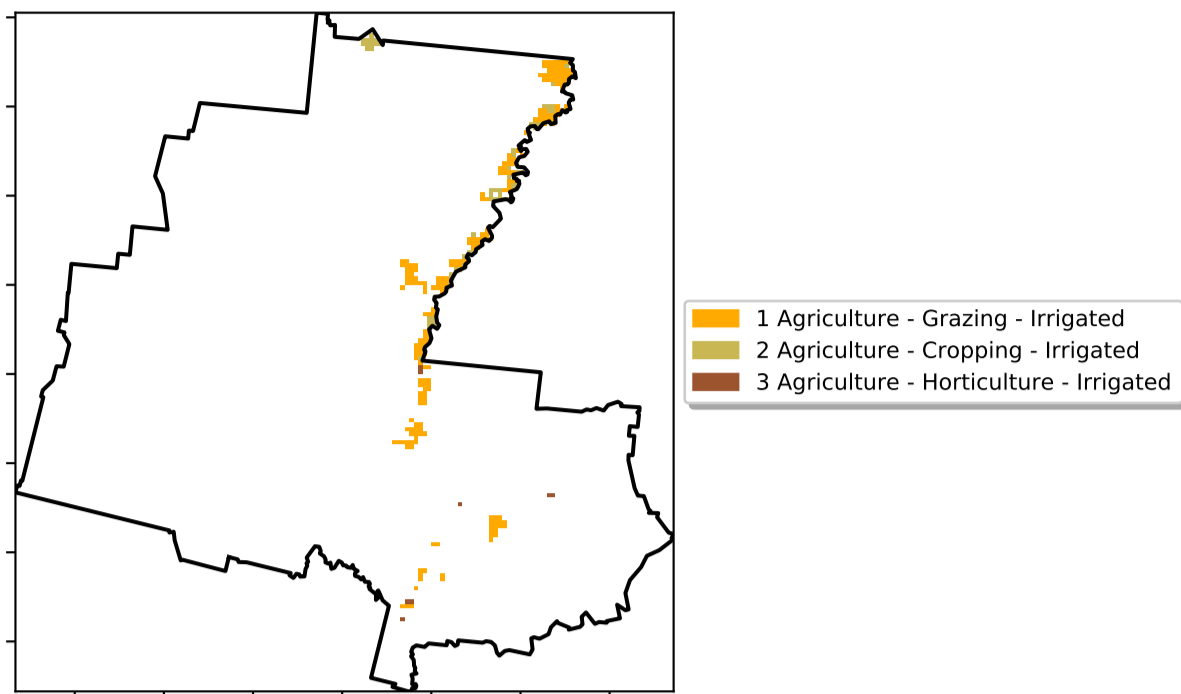 1 Agriculture - Grazing - Irrigated
2 Agriculture - Cropping - Irrigated
3 Agriculture - Horticulture - Irrigated